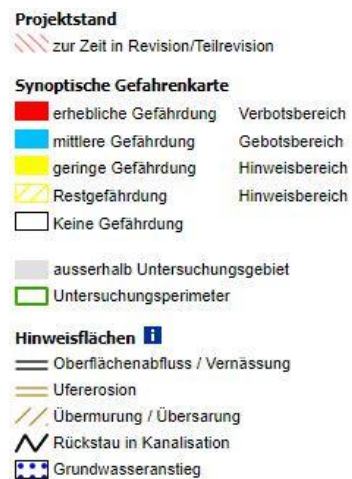 Projektstand
zur Zeit in Revision/Teilrevision
Synoptische Gefahrenkarte
erhebliche Gefährdung Verbotsbereich
mittlere Gefährdung Gebotsbereich
geringe Gefährdung Hinweisbereich
Restgefährdung Hinweisbereich
Keine Gefährdung
ausserhalb Untersuchungsgebiet
Untersuchungsperimeter
Hinweisflächen i
Oberflächenabfluss / Vernässung
Ufererosion
Übermurung / Übersarung
Rückstau in Kanalisation
Grundwasseranstieg